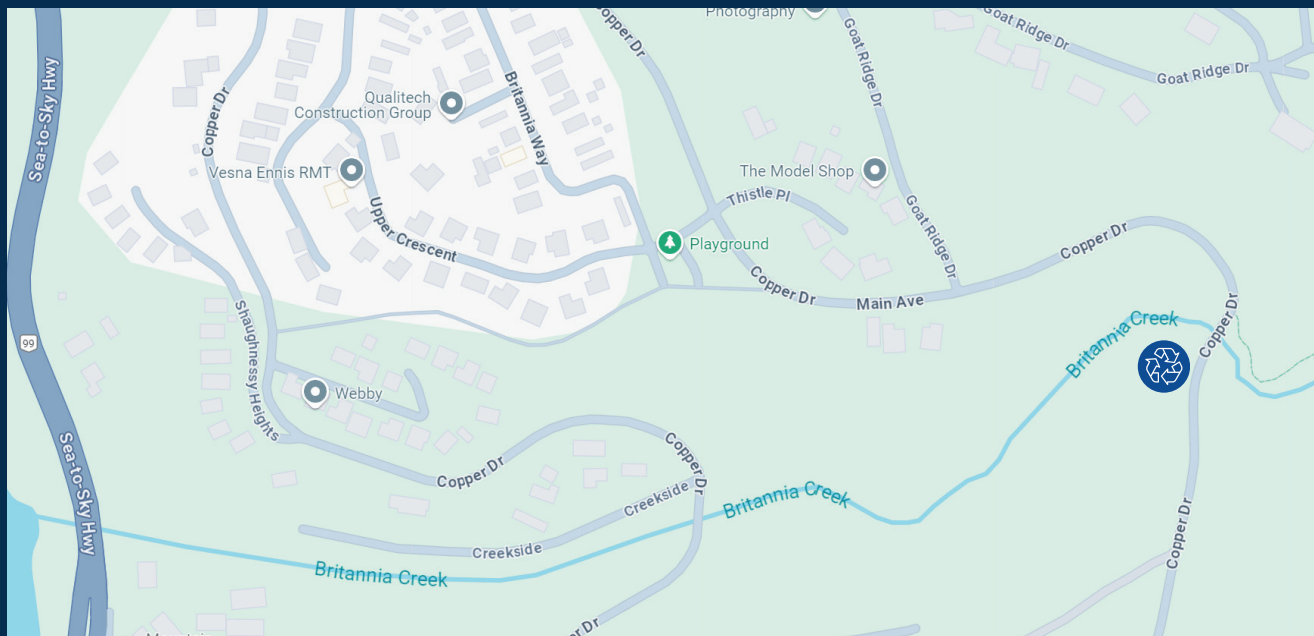 Photography
Copper Dr
Goat Ridge Dr
Goat Ridge Dr
Goat Ridge Dr
Sea-to-Sky Hwy
Copper Dr
Qualitech
Construction Group
Britannia Way
Vesna Ennis RMT
The Model Shop
Thistle Pl
Upper Crescent
Goat Ridge Dr
Playground
Copper Dr
Copper Dr
Main Ave
Britannia Creek
Copper Dr
99
Shaughnessy Heights
Webby
Copper Dr
Copper Dr
Sea-to-Sky Hwy
Creekside
Britannia Creek
Creekside
Copper Dr
Britannia Creek